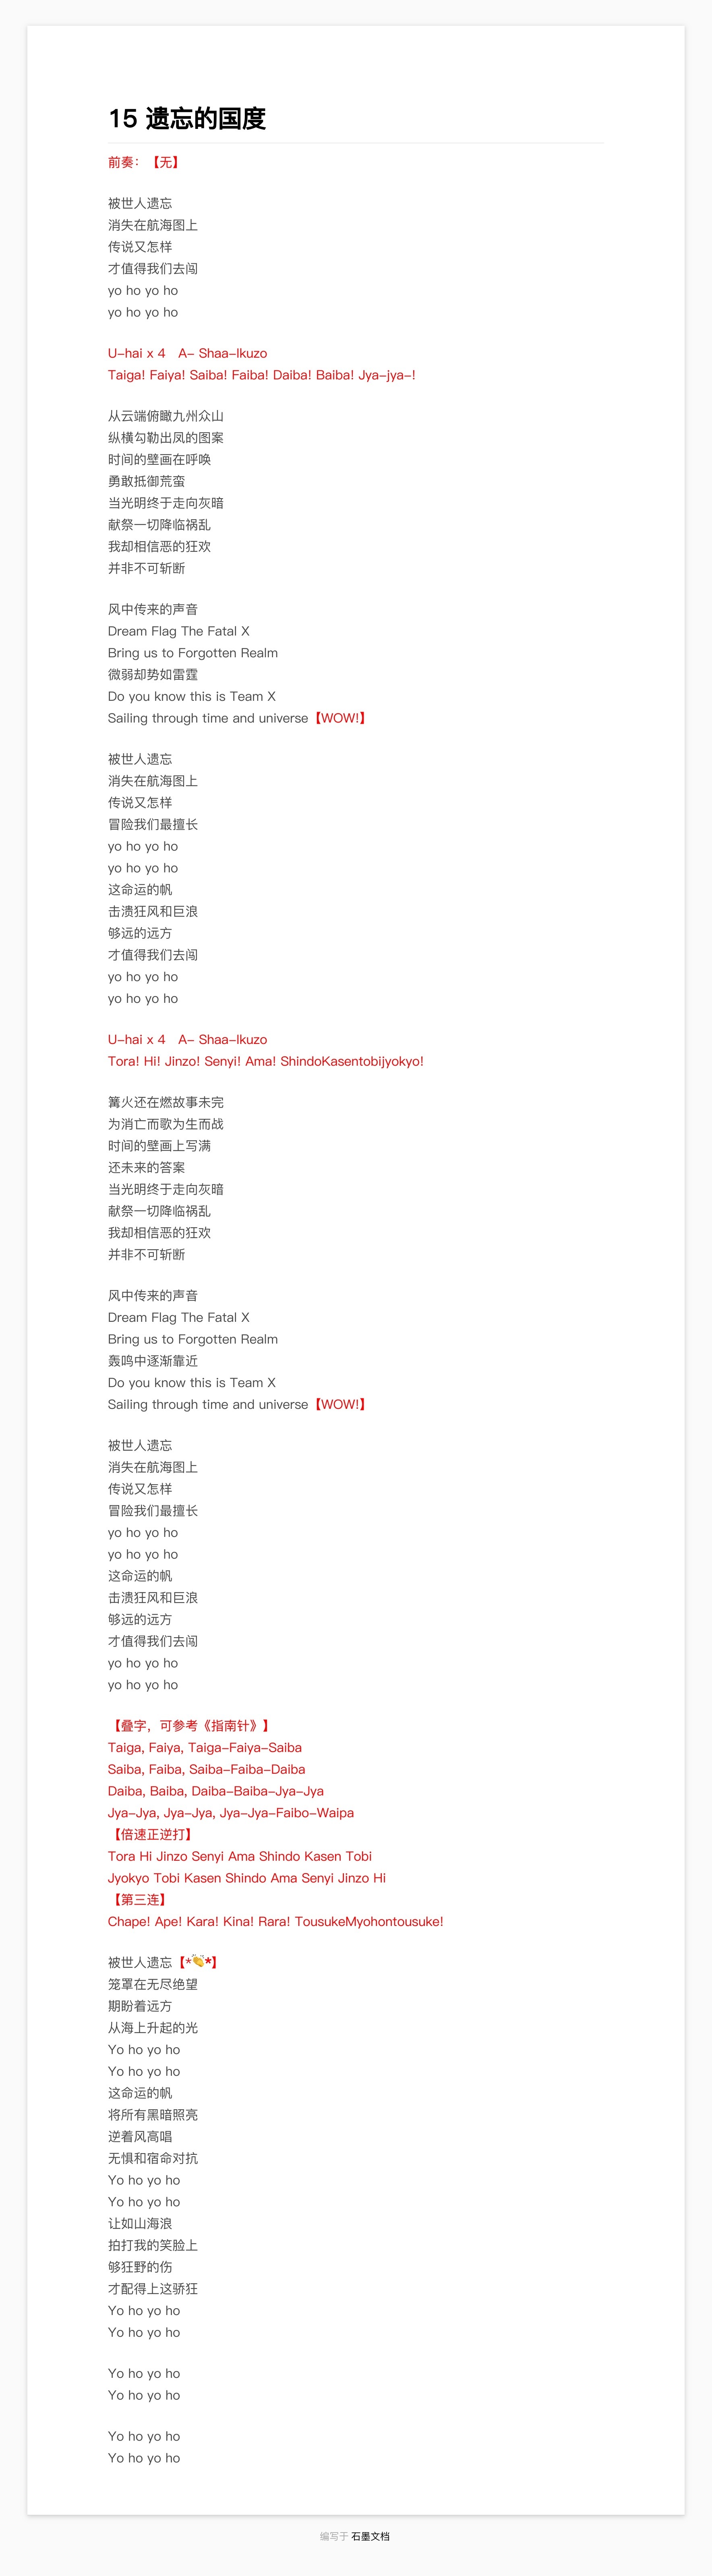 15 遗忘的国度
前奏：【无】
被世人遗忘
消失在航海图上
传说又怎样
才值得我们去闯
yo ho yo ho
yo ho yo ho
U-hai x 4 A- Shaa-Ikuzo
Taiga! Faiya! Saiba! Faiba! Daiba! Baiba! Jya-jya-!
从云端俯瞰九州众山
纵横勾勒出凤的图案
时间的壁画在呼唤
勇敢抵御荒蛮
当光明终于走向灰暗
献祭一切降临祸乱
我却相信恶的狂欢
并非不可斩断
风中传来的声音
Dream Flag The Fatal X
Bring us to Forgotten Realm
微弱却势如雷霆
Do you know this is Team X
Sailing through time and universe【WOW!】
被世人遗忘
消失在航海图上
传说又怎样
冒险我们最擅长
yo ho yo ho
yo ho yo ho
这命运的帆
击溃狂风和巨浪
够远的远方
才值得我们去闯
yo ho yo ho
yo ho yo ho
U-hai x 4 A- Shaa-Ikuzo
Tora! Hi! Jinzo! Senyi! Ama! ShindoKasentobijyokyo!
篝火还在燃故事未完
为消亡而歌为生而战
时间的壁画上写满
还未来的答案
当光明终于走向灰暗
献祭一切降临祸乱
我却相信恶的狂欢
并非不可斩断
风中传来的声音
Dream Flag The Fatal X
Bring us to Forgotten Realm
轰鸣中逐渐靠近
Do you know this is Team X
Sailing through time and universe【WOW!】
被世人遗忘
消失在航海图上
传说又怎样
冒险我们最擅长
yo ho yo ho
yo ho yo ho
这命运的帆
击溃狂风和巨浪
够远的远方
才值得我们去闯
yo ho yo ho
yo ho yo ho
【叠字，可参考《指南针》】
Taiga, Faiya, Taiga-Faiya-Saiba
Saiba, Faiba, Saiba-Faiba-Daiba
Daiba, Baiba, Daiba-Baiba-Jya-Jya
Jya-Jya, Jya-Jya, Jya-Jya-Faibo-Waipa
【倍速正逆打】
Tora Hi Jinzo Senyi Ama Shindo Kasen Tobi
Jyokyo Tobi Kasen Shindo Ama Senyi Jinzo Hi
【第三连】
Chape! Ape! Kara! Kina! Rara! TousukeMyohontousuke!
被世人遗忘【*👏*】
笼罩在无尽绝望
期盼着远方
从海上升起的光
Yo ho yo ho
Yo ho yo ho
这命运的帆
将所有黑暗照亮
逆着风高唱
无惧和宿命对抗
Yo ho yo ho
Yo ho yo ho
让如山海浪
拍打我的笑脸上
够狂野的伤
才配得上这骄狂
Yo ho yo ho
Yo ho yo ho
Yo ho yo ho
Yo ho yo ho
Yo ho yo ho
Yo ho yo ho
编写于 石墨文档